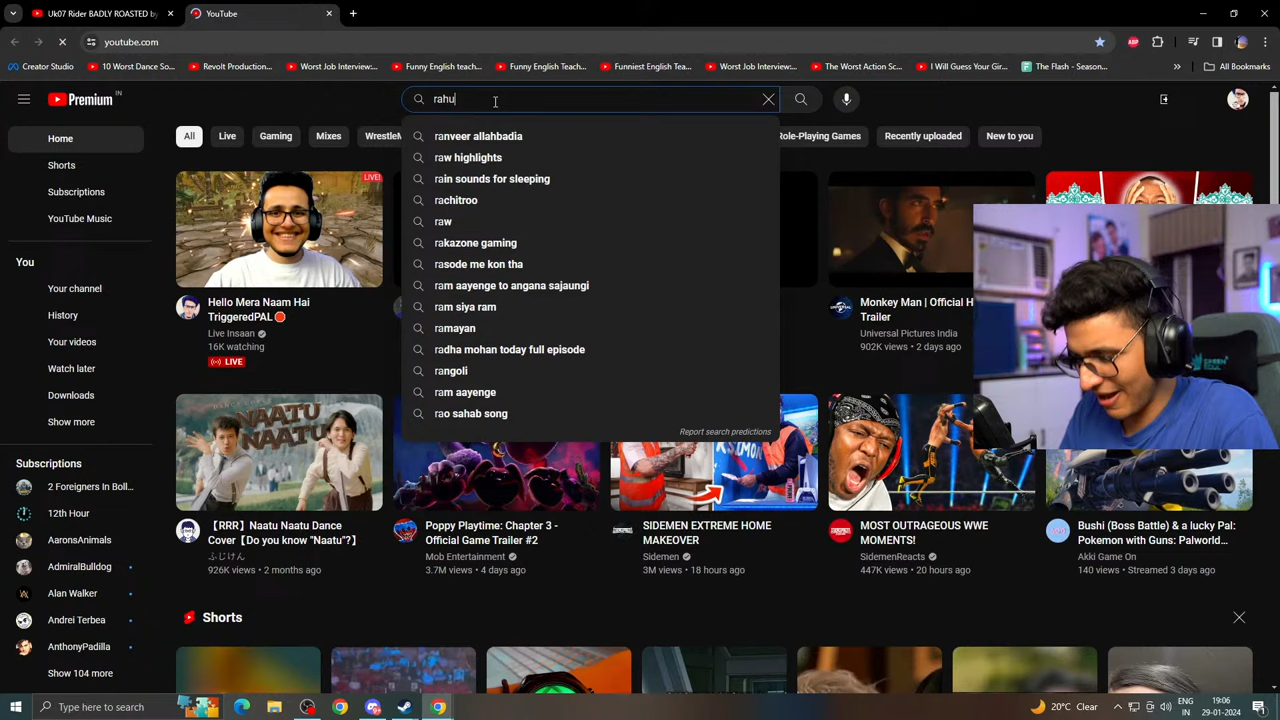 Uk07 Rider BADLY ROASTED by
YouTube
youtube.com
ABP
Creator Studio
10 Worst Dance So...
Revolt Production...
Worst Job Interview:...
Funny English teach...
Funniest English Tea...
Worst Job Interview:...
The Worst Action Sc...
I Will Guess Your Gir...
The Flash - Season...
All Bookmarks
Premium IN
rahu
All
Live
Gaming
Mixes
WrestleM
Role-Playing Games
Recently uploaded
New to you
ranveer allahbadia
raw highlights
rain sounds for sleeping
rachitroo
raw
rakazone gaming
rasode me kon tha
ram aayenge to angana sajaungi
ram siya ram
ramayan
radha mohan today full episode
rangoli
ram aayenge
rao sahab song
Report search predictions
Home
Shorts
Subscriptions
YouTube Music
You
Your channel
History
Your videos
Watch later
Downloads
Show more
Subscriptions
2 Foreigners In Boll...
12th Hour
AaronsAnimals
AdmiralBulldog
Alan Walker
Andrei Terbea
AnthonyPadilla
Show 104 more
LIVE!
Hello Mera Naam Hai
TriggeredPAL
Live Insaan
16K watching
LIVE
Monkey Man | Official H
Trailer
Universal Pictures India
902K views • 2 days ago
NAATU
NAATU
【RRR】Naatu Naatu Dance
Cover【Do you know "Naatu"?】
ふじけん
926K views • 2 months ago
Poppy Playtime: Chapter 3 -
Official Game Trailer #2
Mob Entertainment
3.7M views • 4 days ago
SIDEMEN EXTREME HOME
MAKEOVER
Sidemen
3M views • 18 hours ago
MOST OUTRAGEOUS WWE
MOMENTS!
SidemenReacts
447K views • 20 hours ago
Bushi (Boss Battle) & a lucky Pal:
Pokemon with Guns: Palworld...
Akki Game On
140 views • Streamed 3 days ago
Shorts
Type here to search
20°C Clear
ENG
IN
19:06
29-01-2024